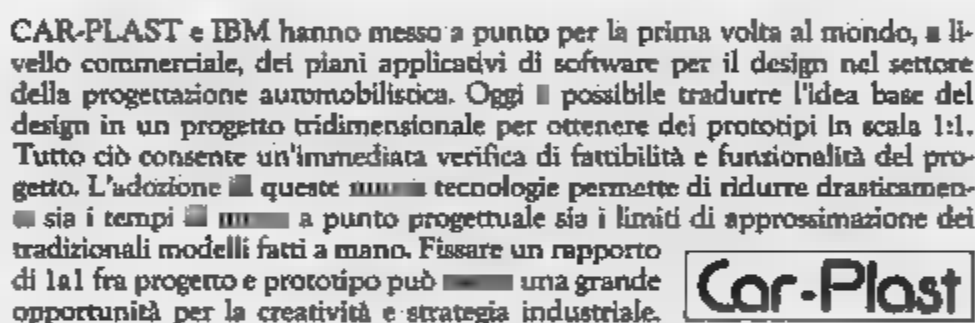 CAR-PLAST e IBM hanno messo a punto per la prima volta al mondo, a li-
vello commerciale, dei piani applicativi di software per il design nel settore
della progettazione automobilistica. Oggi possibile tradurre l'idea base del
design in un progetto tridimensionale per ottenere dei prototipi in scala 1:1.
Tutto ciò consente un'immediata verifica di fattibilità e funzionalità del pro-
getto. L'adozione queste tecnologie permette di ridurre drasticamen-
sia i tempi a punto progettuale sia i limiti di approssimazione dei
tradizionali modelli fatti a mano. Fissare un rapporto
di 1a1 fra progetto e prototipo può una grande
opportunità per la creatività e strategia industriale.
Car-Plast